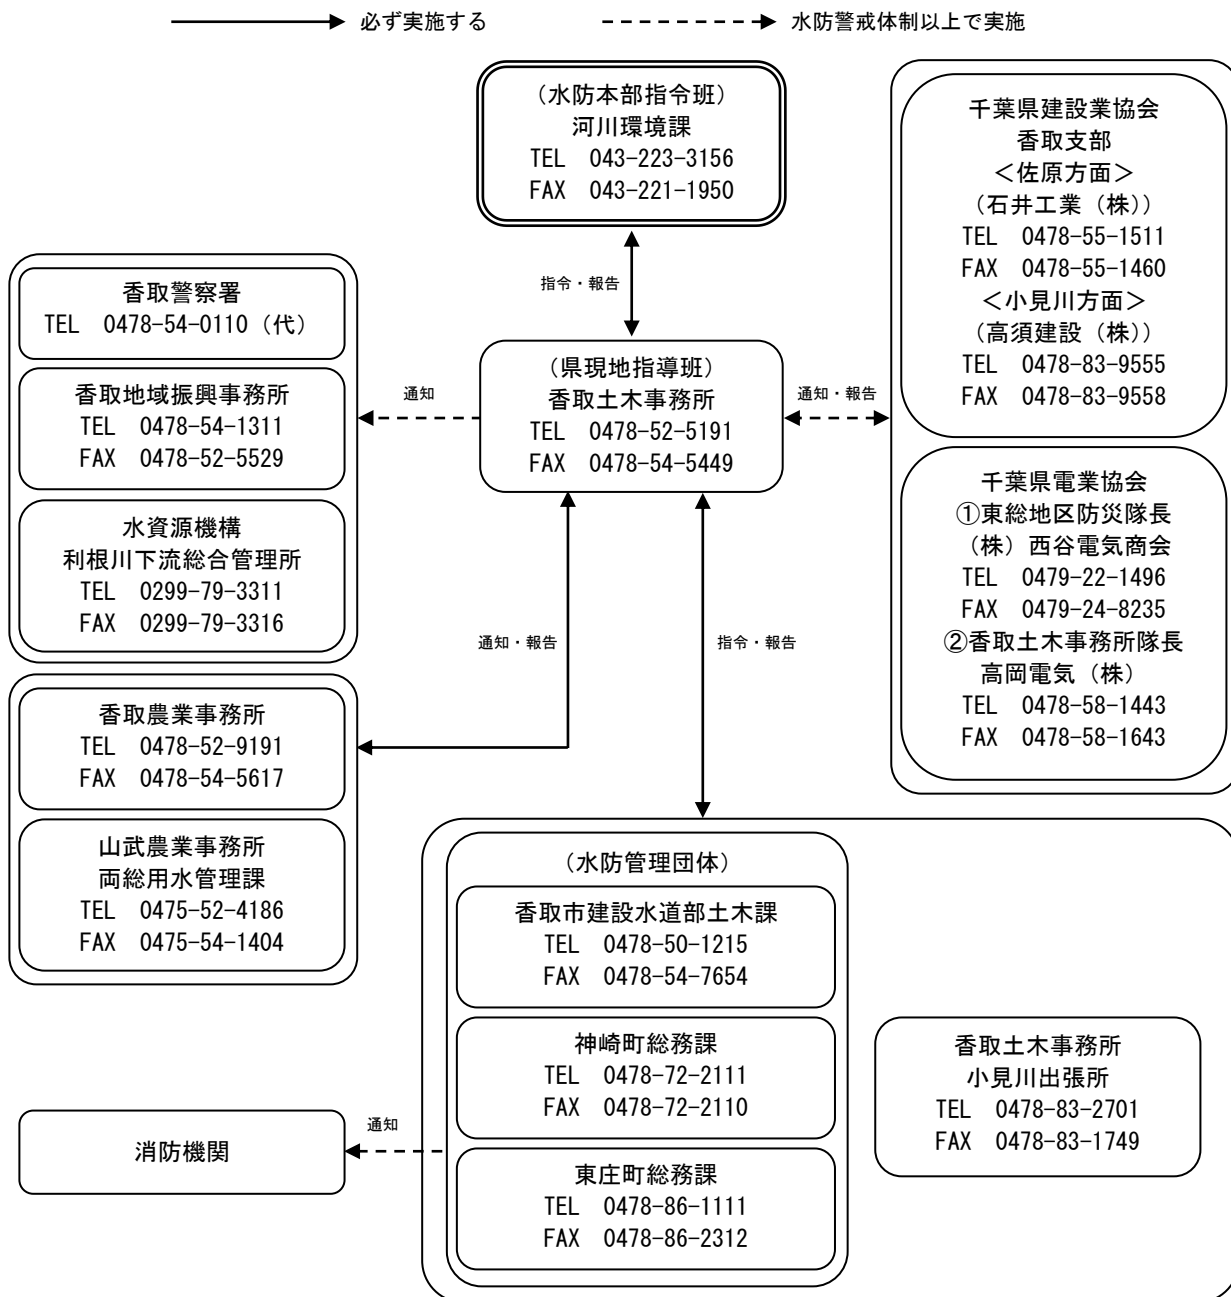 必ず実施する
水防警戒体制以上で実施
(水防本部指令班)
河川環境課
TEL 043-223-3156
FAX 043-221-1950
指令・報告
(県現地指導班)
香取土木事務所
TEL 0478-52-5191
FAX 0478-54-5449
通知
香取警察署
TEL 0478-54-0110(代)
香取地域振興事務所
TEL 0478-54-1311
FAX 0478-52-5529
水資源機構
利根川下流総合管理所
TEL 0299-79-3311
FAX 0299-79-3316
通知・報告
千葉県建設業協会
香取支部
<佐原方面>
(石井工業(株))
TEL 0478-55-1511
FAX 0478-55-1460
<小見川方面>
(高須建設(株))
TEL 0478-83-9555
FAX 0478-83-9558
千葉県電業協会
①東総地区防災隊長
(株)西谷電気商会
TEL 0479-22-1496
FAX 0479-24-8235
②香取土木事務所隊長
高岡電気(株)
TEL 0478-58-1443
FAX 0478-58-1643
通知・報告
香取農業事務所
TEL 0478-52-9191
FAX 0478-54-5617
山武農業事務所
両総用水管理課
TEL 0475-52-4186
FAX 0475-54-1404
指令・報告
(水防管理団体)
香取市建設水道部土木課
TEL 0478-50-1215
FAX 0478-54-7654
神崎町総務課
TEL 0478-72-2111
FAX 0478-72-2110
東庄町総務課
TEL 0478-86-1111
FAX 0478-86-2312
香取土木事務所
小見川出張所
TEL 0478-83-2701
FAX 0478-83-1749
通知
消防機関